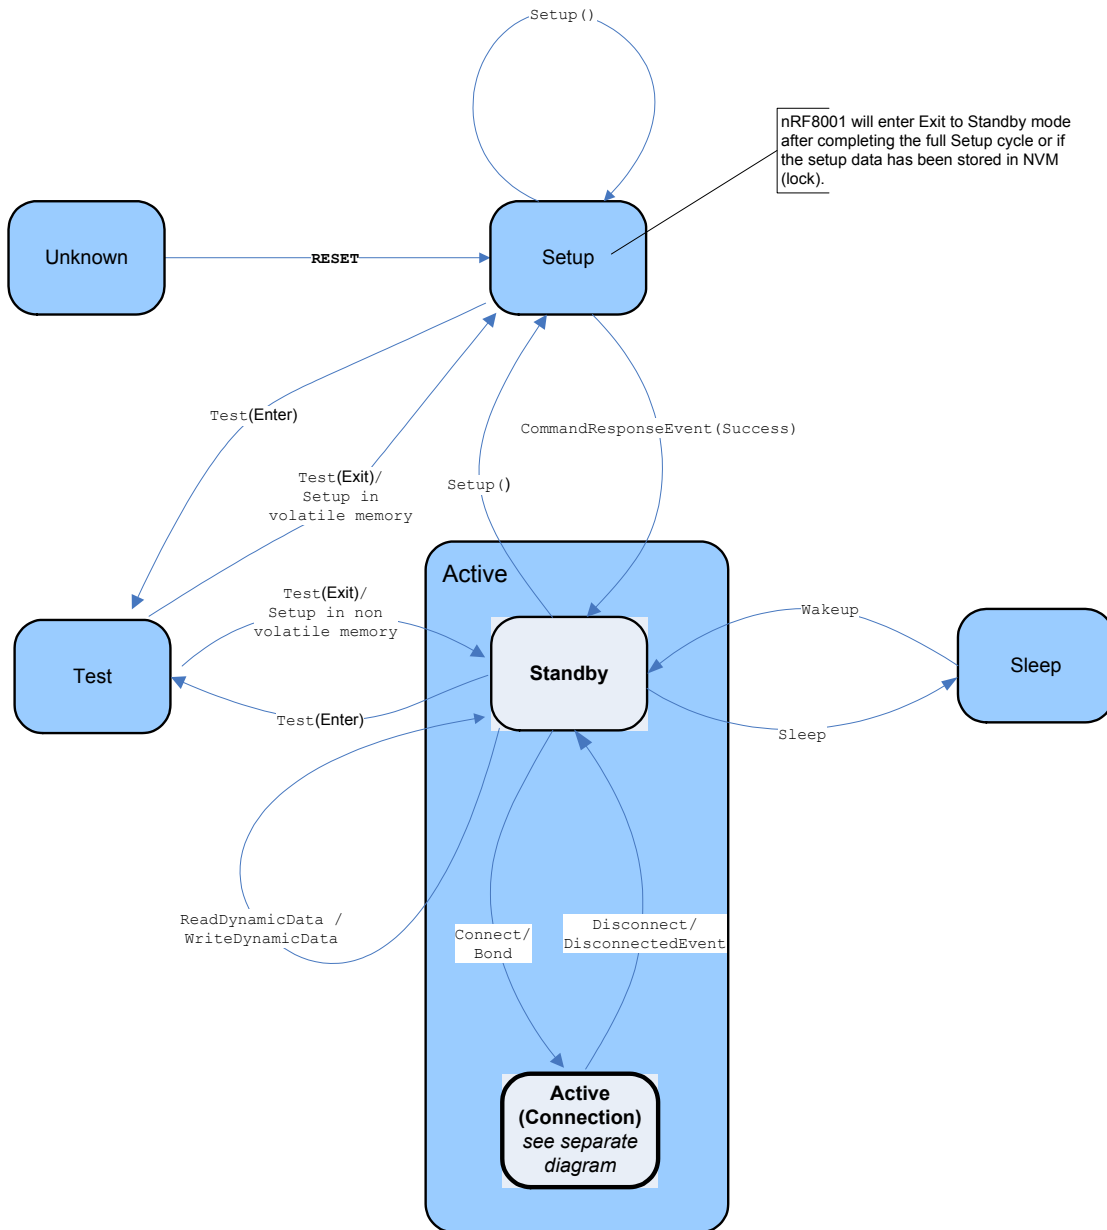 Setup()
nRF8001 will enter Exit to Standby mode
after completing the full Setup cycle or if
the setup data has been stored in NVM
(lock).
Unknown
RESET
Setup
Test(Enter)
CommandResponseEvent(Success)
Test(Exit)/
Setup in
volatile memory
Setup()
Active
Test(Exit)/
Setup in non
volatile memory
Wakeup
Test
Standby
Sleep
Test(Enter)
Sleep
ReadDynamicData /
WriteDynamicData
Connect/
Bond
Disconnect/
DisconnectedEvent
Active
(Connection)
see separate
diagram